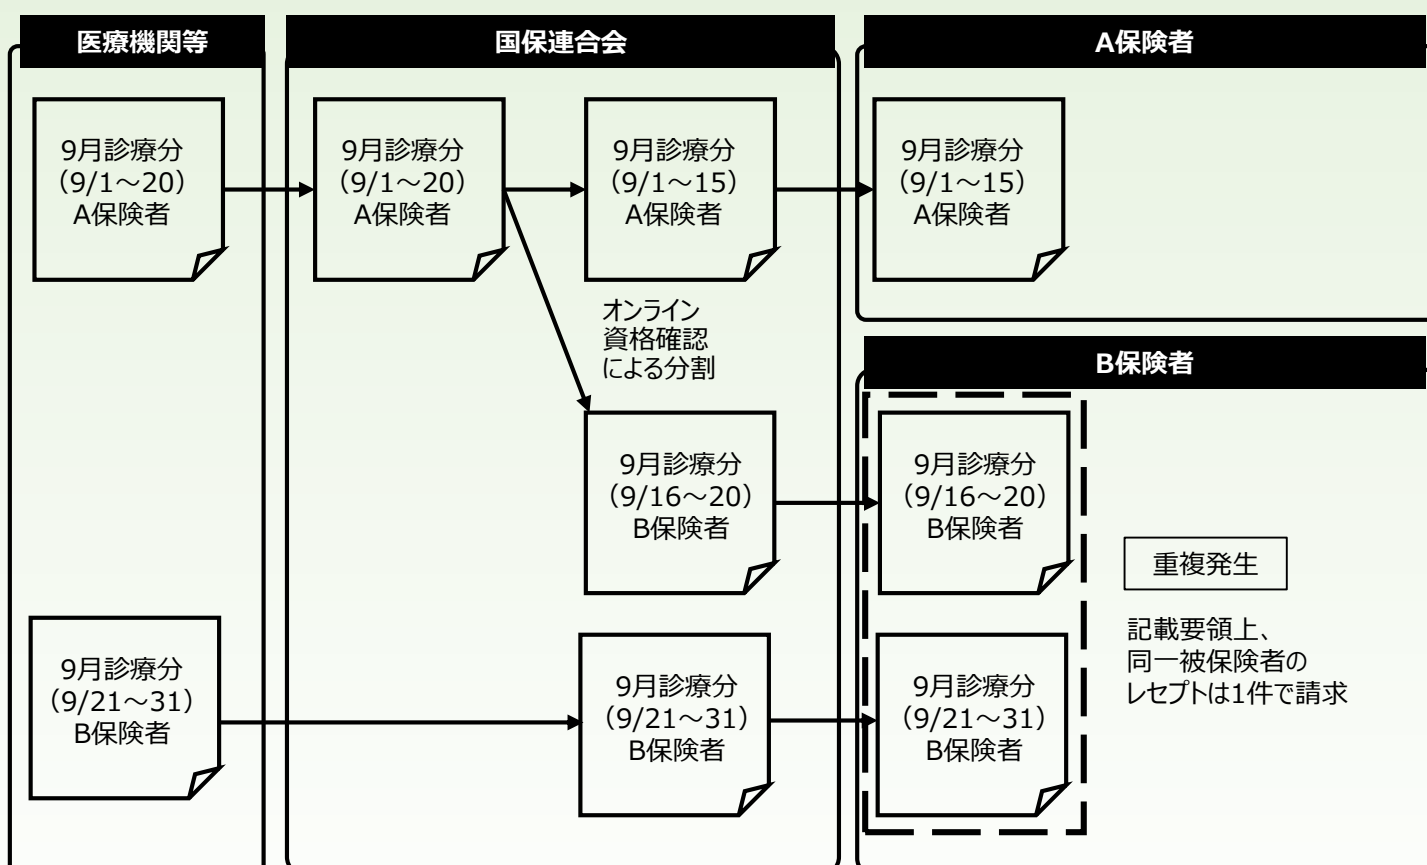 医療機関等
国保連合会
A保険者
9月診療分
（9/1～20）
A保険者
9月診療分
（9/1～20）
A保険者
9月診療分
（9/1～15）
A保険者
9月診療分
（9/1～15）
A保険者
オンライン
資格確認
による分割
B保険者
9月診療分
（9/16～20）
B保険者
9月診療分
（9/16～20）
B保険者
重複発生
記載要領上、
同一被保険者の
レセプトは1件で請求
9月診療分
（9/21～31）
B保険者
9月診療分
（9/21～31）
B保険者
9月診療分
（9/21～31）
B保険者